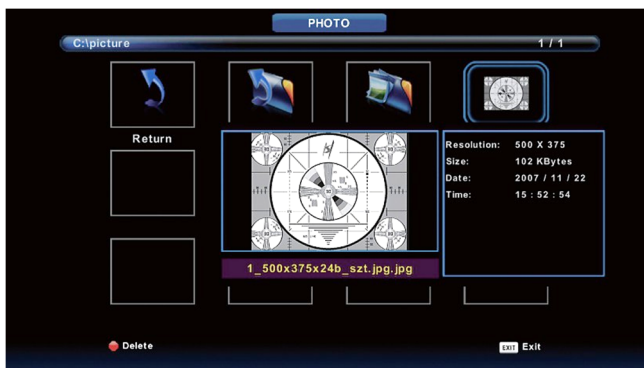 PHOTO
C:\picture
1 / 1
Return
Resolution: 500 X 375
Size: 102 KBytes
Date: 2007 / 11 / 22
Time: 15 : 52 : 54
1_500x375x24b_szt.jpg.jpg
Delete
EXIT Exit